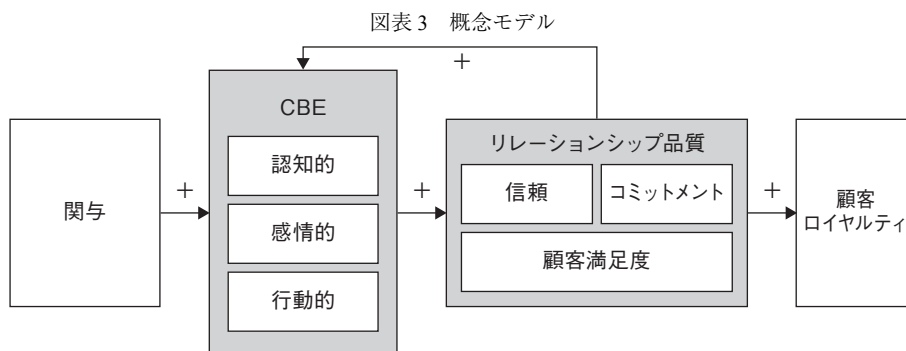 図表3 概念モデル
+
CBE
認知的
感情的
行動的
関与
+
+
リレーションシップ品質
信頼
コミットメント
顧客満足度
+
顧客
ロイヤルティ